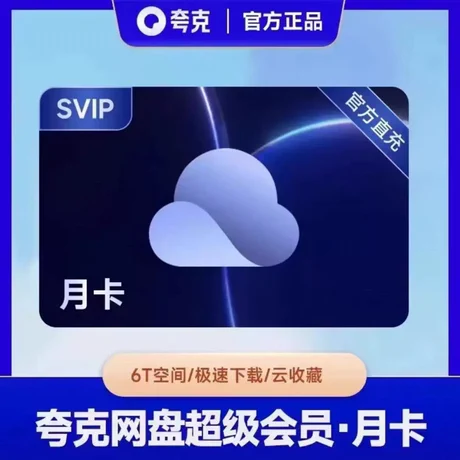 夸克 | 官方正品
SVIP
官方直充
月卡
6T空间/极速下载/云收藏
夸克网盘超级会员·月卡